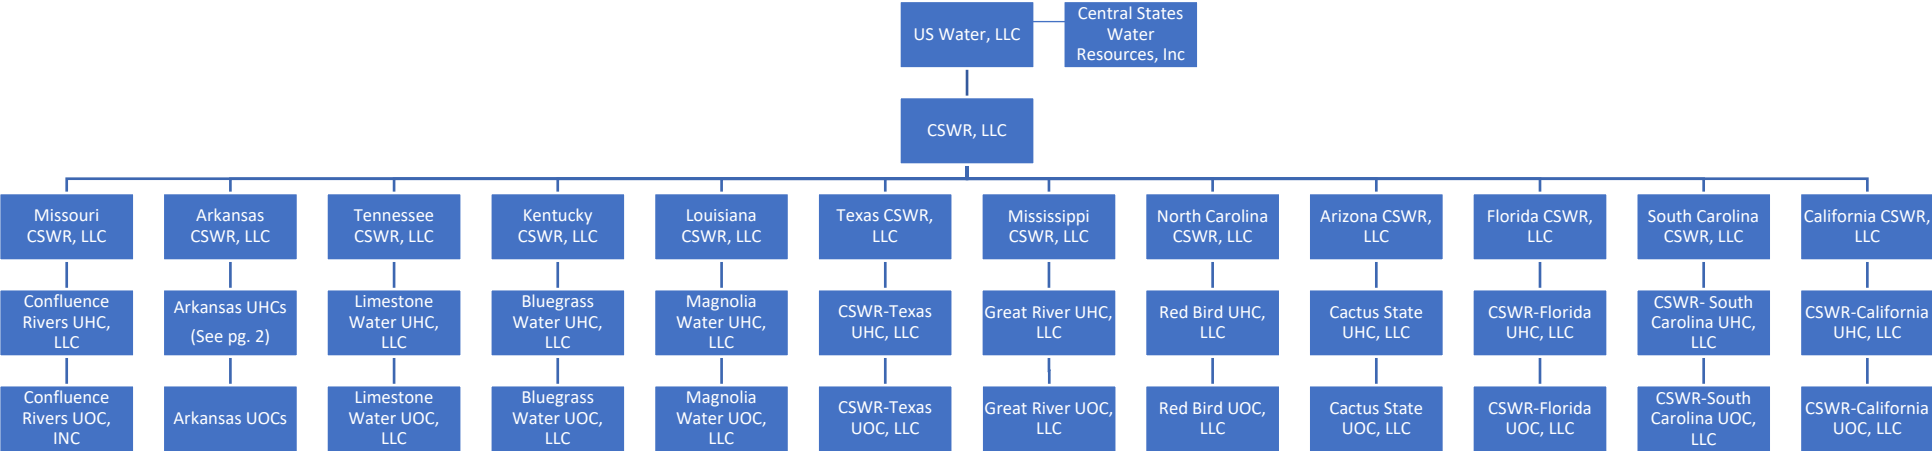 US Water, LLC
Central States
Water
Resources, Inc
CSWR, LLC
Missouri
CSWR, LLC
Arkansas
CSWR, LLC
Tennessee
CSWR, LLC
Kentucky
CSWR, LLC
Louisiana
CSWR, LLC
Texas CSWR,
LLC
Mississippi
CSWR, LLC
North Carolina
CSWR, LLC
Arizona CSWR,
LLC
Florida CSWR,
LLC
South Carolina
CSWR, LLC
California CSWR,
LLC
Confluence
Rivers UHC,
LLC
Arkansas UHCs
(See pg. 2)
Limestone
Water UHC,
LLC
Bluegrass
Water UHC,
LLC
Magnolia
Water UHC,
LLC
CSWR-Texas
UHC, LLC
Great River UHC,
LLC
Red Bird UHC,
LLC
Cactus State
UHC, LLC
CSWR-Florida
UHC, LLC
CSWR- South
Carolina UHC,
LLC
CSWR-California
UHC, LLC
Confluence
Rivers UOC,
INC
Arkansas UOCs
Limestone
Water UOC,
LLC
Bluegrass
Water UOC,
LLC
Magnolia
Water UOC,
LLC
CSWR-Texas
UOC, LLC
Great River UOC,
LLC
Red Bird UOC,
LLC
Cactus State
UOC, LLC
CSWR-Florida
UOC, LLC
CSWR-South
Carolina UOC,
LLC
CSWR-California
UOC, LLC